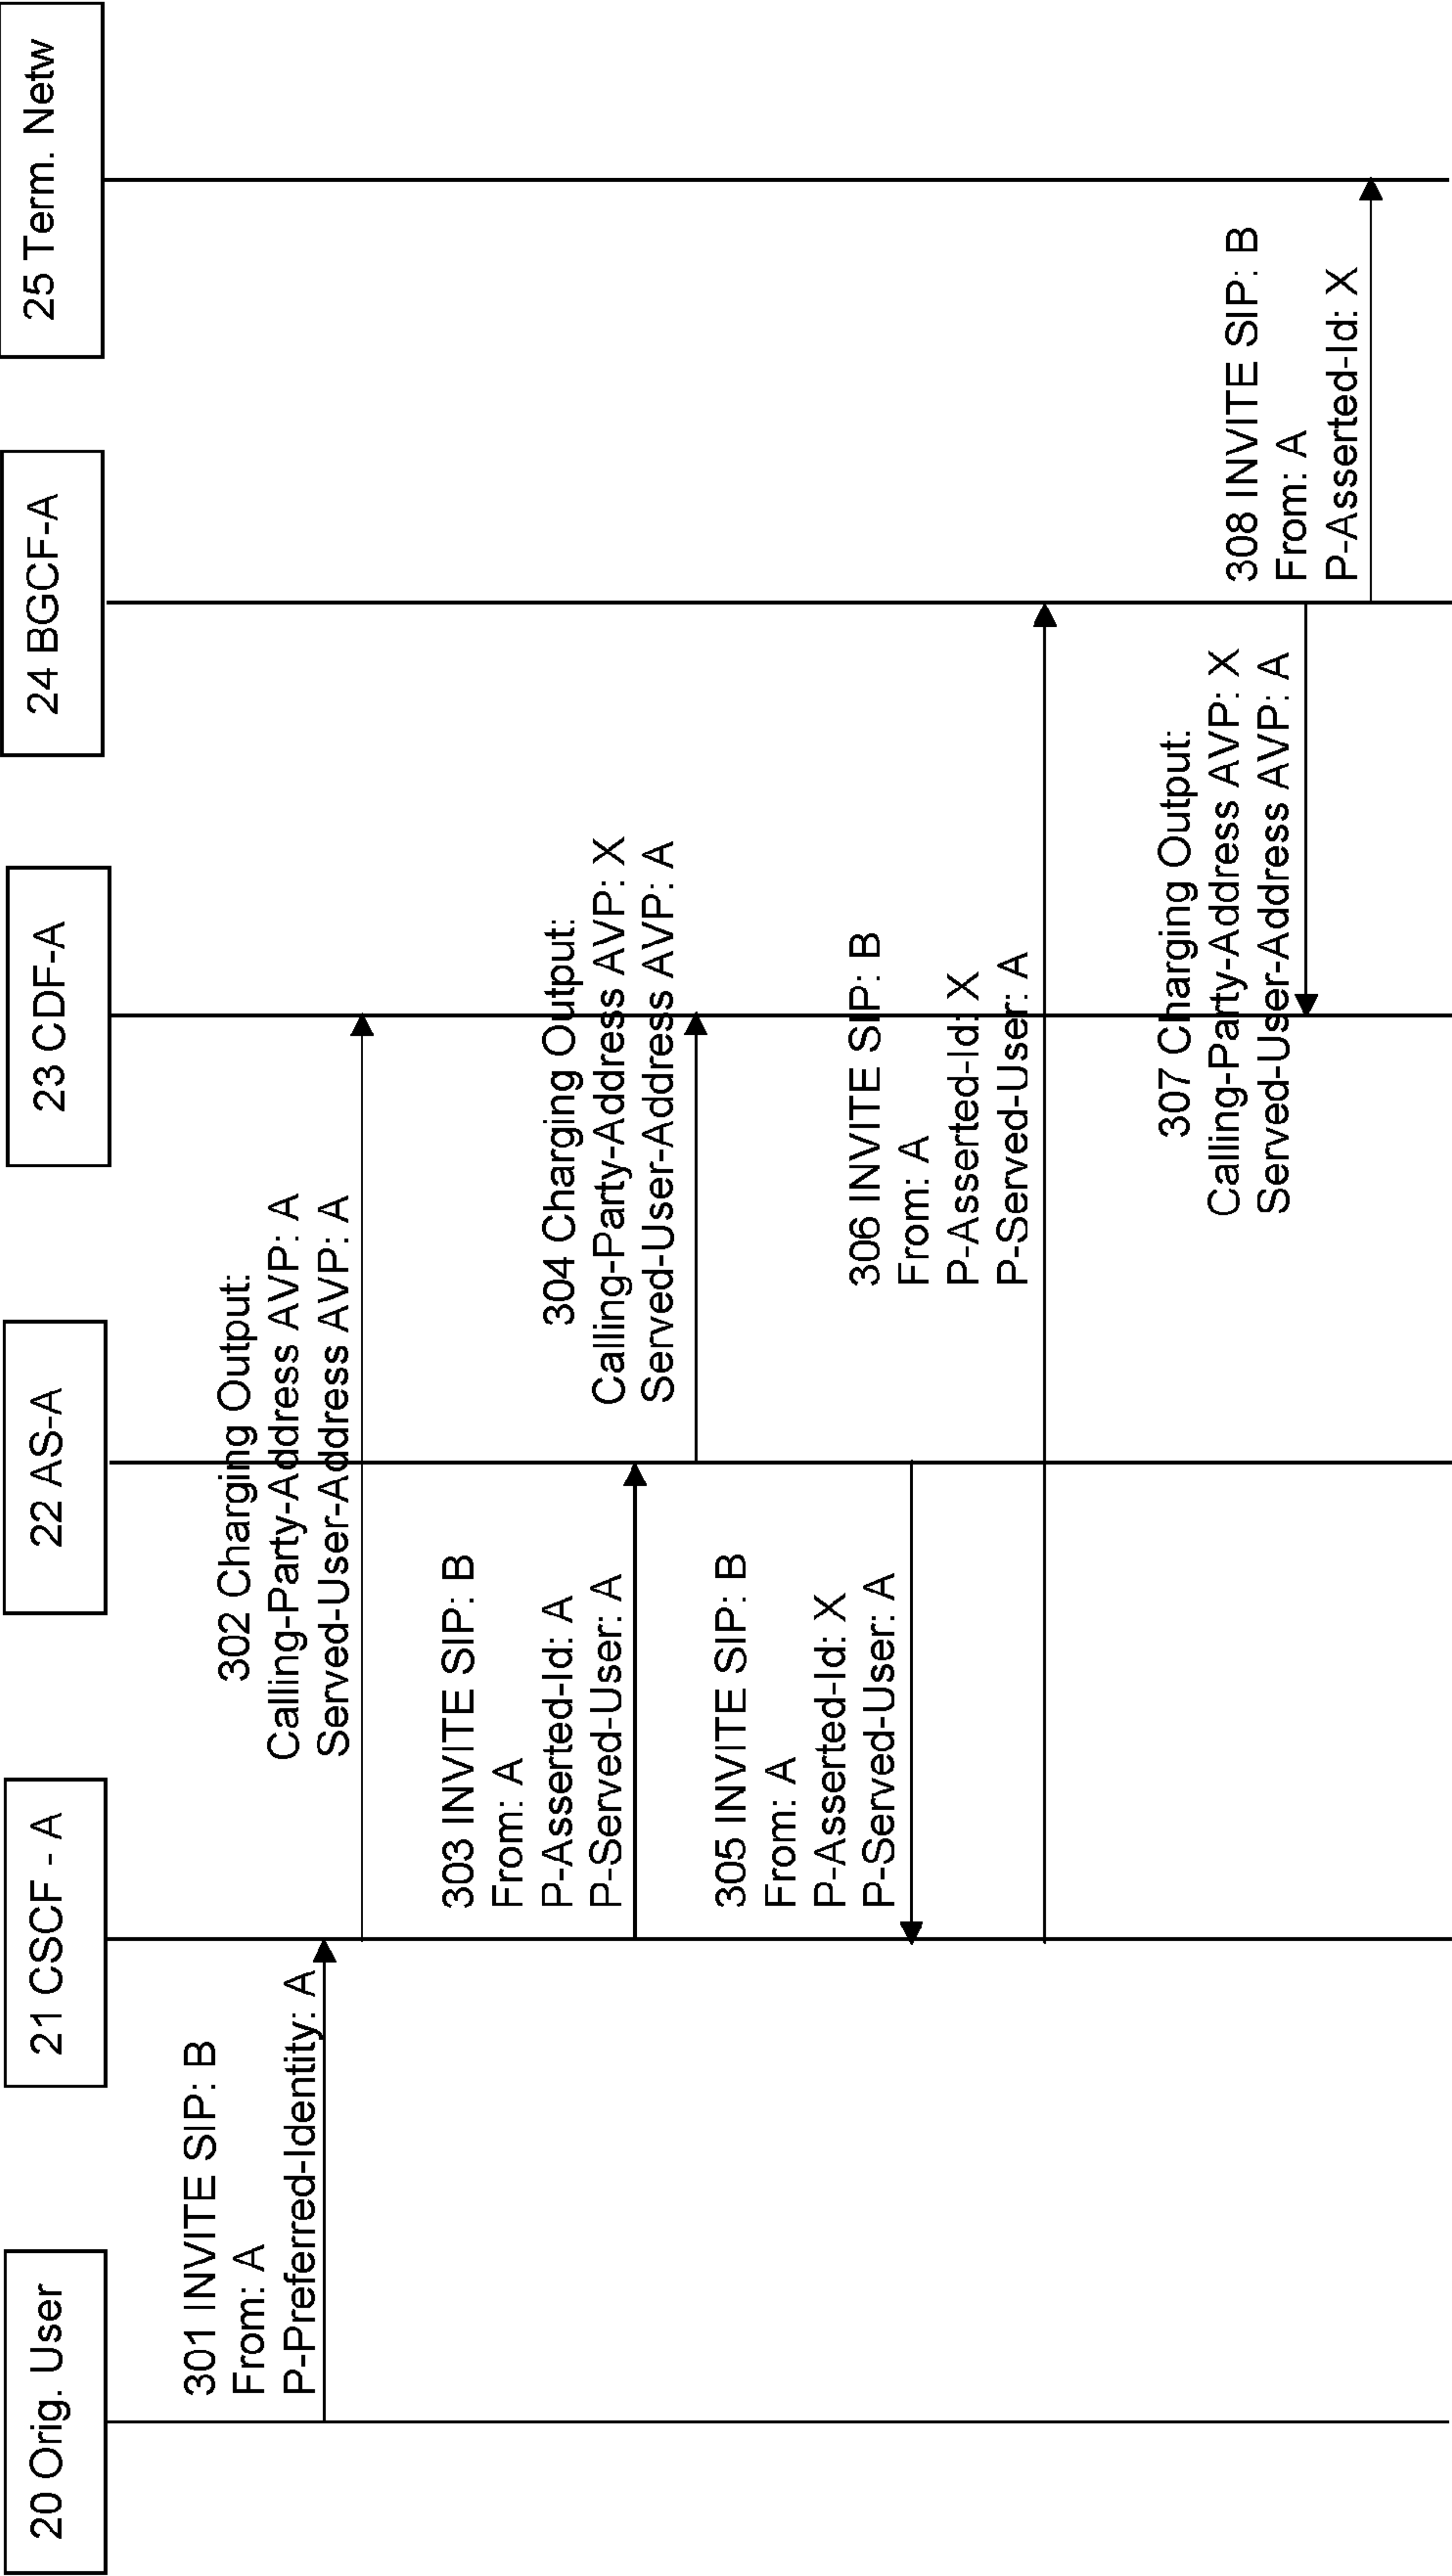 20 Orig. User
21 CSCF - A
22 AS-A
23 CDF-A
24 BGCF-A
25 Term. Netw
301 INVITE SIP: B
From: A
P-Preferred-Identity: A
302 Charging Output:
Calling-Party-Address AVP: A
Served-User-Address AVP: A
303 INVITE SIP: B
From: A
P-Asserted-Id: A
P-Served-User: A
304 Charging Output:
Calling-Party-Address AVP: X
Served-User-Address AVP: A
305 INVITE SIP: B
From: A
P-Asserted-Id: X
P-Served-User: A
306 INVITE SIP: B
From: A
P-Asserted-Id: X
P-Served-User: A
307 Charging Output:
Calling-Party-Address AVP: X
Served-User-Address AVP: A
308 INVITE SIP: B
From: A
P-Asserted-Id: X